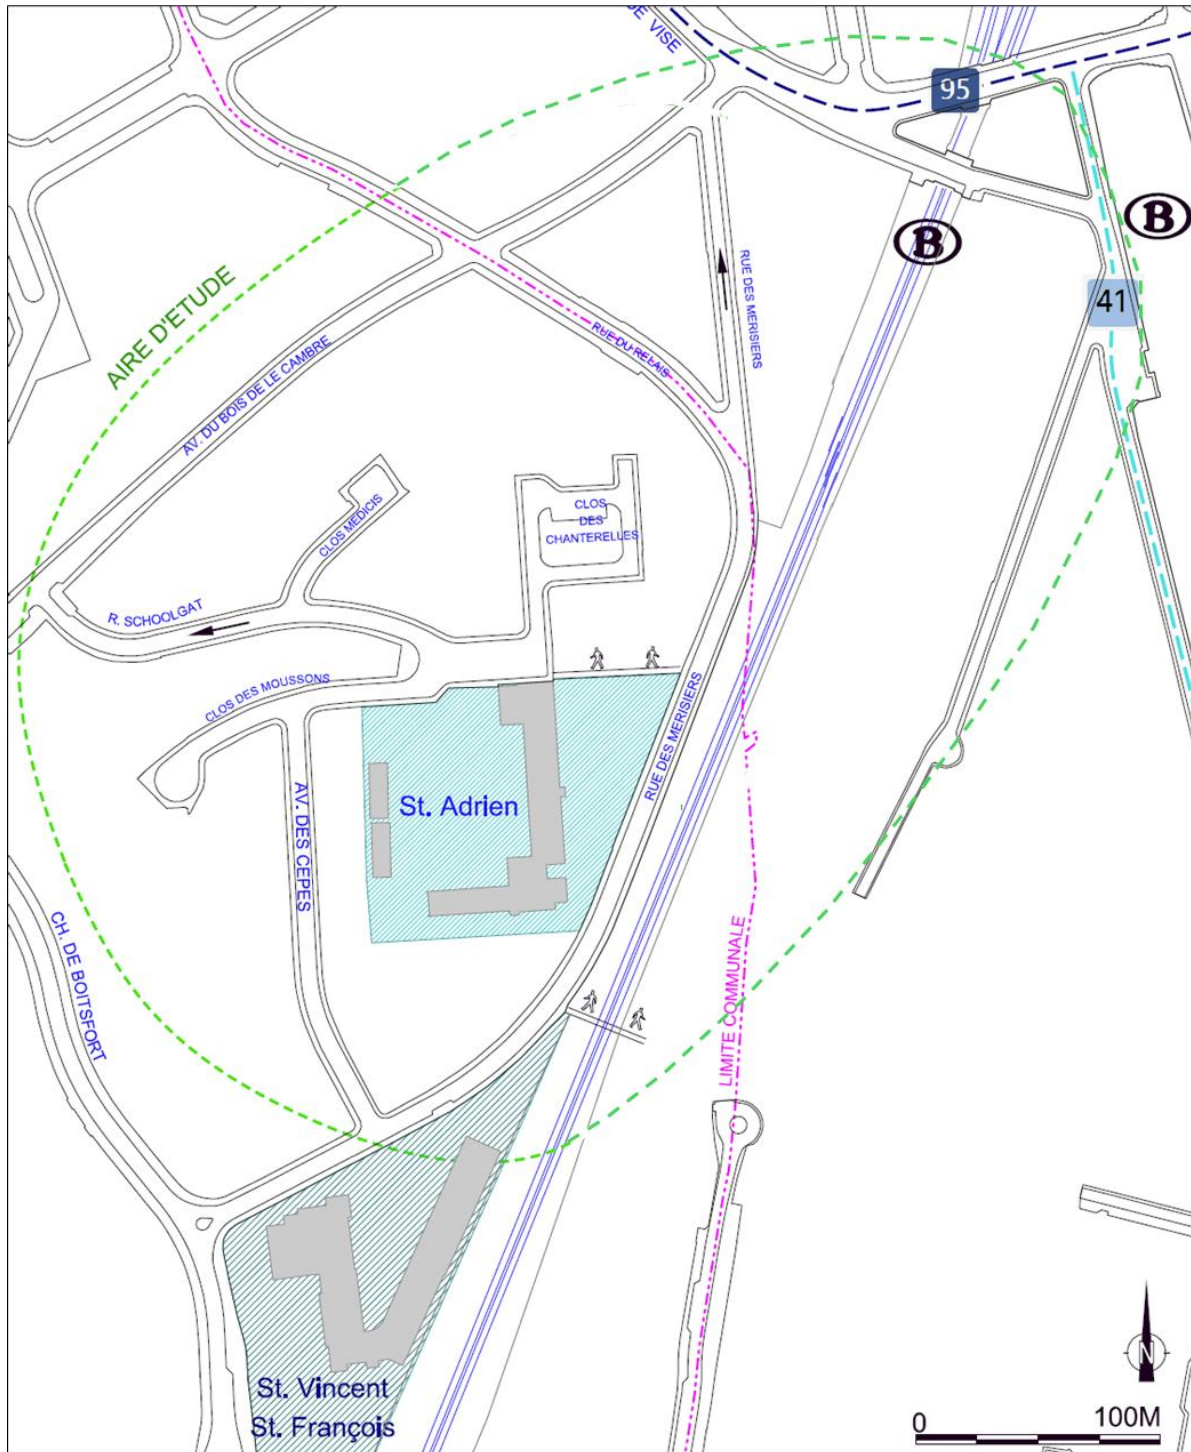 DE VISE
95
B
B
AIRE D'ETUDE
RUE DES MERISIERS
41
AV. DU BOIS DE LE CAMBRE
RUE DU RELAIS
CLOS MEDICIS
CLOS
DES
CHANTERELLES
R. SCHOOLGAT
CLOS DES MOUSSONS
RUE DES MERISIERS
AV. DES CEPES
St. Adrien
CH. DE BOITSFORT
LIMITE COMMUNALE
N
St. Vincent
St. François
0
100M